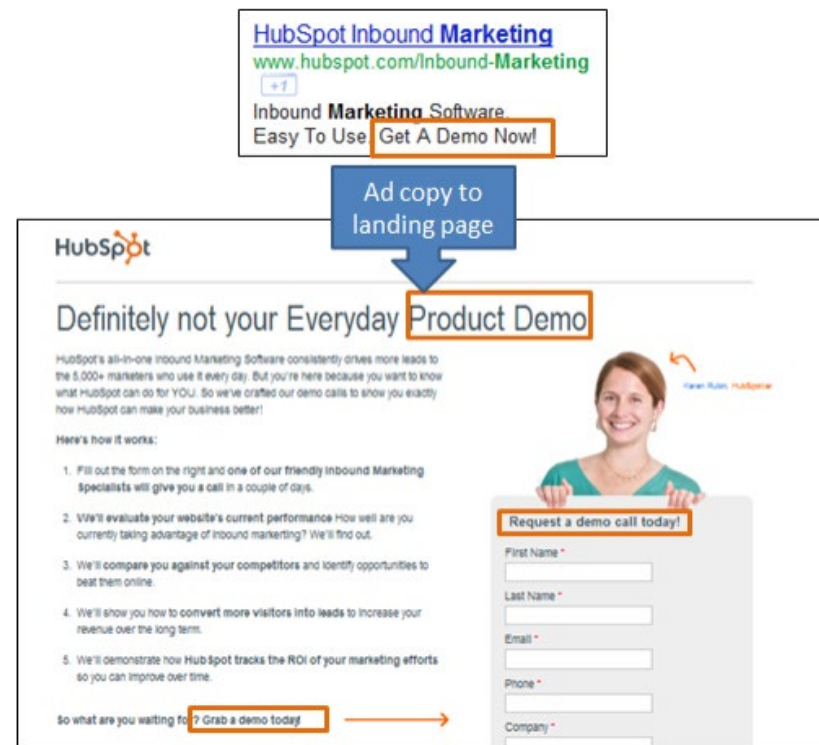 HubSpot Inbound Marketing
www.hubspot.com/Inbound-Marketing
+1
Inbound Marketing Software.
Easy To Use. Get A Demo Now!
Ad copy to
landing page
HubSpot
Definitely not your Everyday Product Demo
HubSpot's all-in-one Inbound Marketing Software consistently drives more leads to
the 5,000+ marketers who use it every day. But you're here because you want to know
what HubSpot can do for YOU. So we've crafted our demo calls to show you exactly
how HubSpot can make your business better!
Karen Rubin, HubSpotter
Here's how it works:
1. Fill out the form on the right and one of our friendly Inbound Marketing
Specialists will give you a call in a couple of days.
2. We'll evaluate your website's current performance How well are you
currently taking advantage of inbound markerting? We'll find out.
3. We'll compare you against your competitors and identify opportunities to
beat them online.
4. We'll show you how to convert more visitors into leads to increase your
revenue over the long term.
5. We'll demonstrate how HubSpot tracks the ROI of your marketing efforts
so you can improve over time.
So what are you waiting for? Grab a demo today!
Request a demo call today!
First Name *
Last Name *
Email *
Phone *
Company *